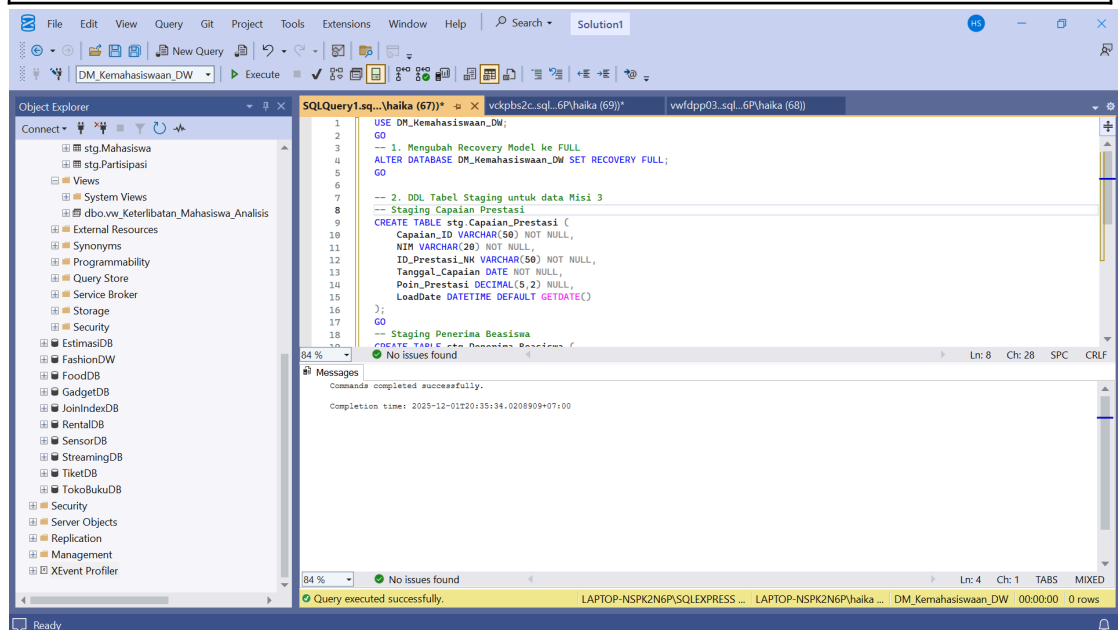 File Edit View Query Git Project Tools Extensions Window Help Search Solution1 HS
New Query
DM_Kemahasiswaan_DW Execute
Object Explorer
Connect
stg.Mahasiswa
stg.Partisipasi
Views
System Views
dbo.vw_Keterlibatan_Mahasiswa_Analisis
External Resources
Synonyms
Programmability
Query Store
Service Broker
Storage
Security
EstimasiDB
FashionDW
FoodDB
GadgetDB
JoinIndexDB
RentalDB
SensorDB
StreamingDB
TiketDB
TokoBukuDB
Security
Server Objects
Replication
Management
XEvent Profiler
SQLQuery1.sq...\haika (67))* vckpbs2c..sql...6P\haika (69))* vwfdpp03..sql...6P\haika (68))
1 USE DM_Kemahasiswaan_DW;
2 GO
3 -- 1. Mengubah Recovery Model ke FULL
4 ALTER DATABASE DM_Kemahasiswaan_DW SET RECOVERY FULL;
5 GO
6
7 -- 2. DDL Tabel Staging untuk data Misi 3
8 -- Staging Capaian Prestasi
9 CREATE TABLE stg.Capaian_Prestasi (
10 Capaian_ID VARCHAR(50) NOT NULL,
11 NIM VARCHAR(20) NOT NULL,
12 ID_Prestasi_NK VARCHAR(50) NOT NULL,
13 Tanggal_Capaian DATE NOT NULL,
14 Poin_Prestasi DECIMAL(5,2) NOT NULL,
15 LoadDate DATETIME DEFAULT GETDATE()
16 );
17 GO
18 -- Staging Penerima Beasiswa
19 CREATE TABLE stg.Penerima_Beasiswa (
84 % No issues found Ln: 8 Ch: 28 SPC CRLF
Messages
Commands completed successfully.
Completion time: 2025-12-01T20:35:34.0208909+07:00
84 % No issues found Ln: 4 Ch: 1 TABS MIXED
Query executed successfully. LAPTOP-NSPK2N6P\SQLEXPRESS ... LAPTOP-NSPK2N6P\haika ... DM_Kemahasiswaan_DW 00:00:00 0 rows
Ready